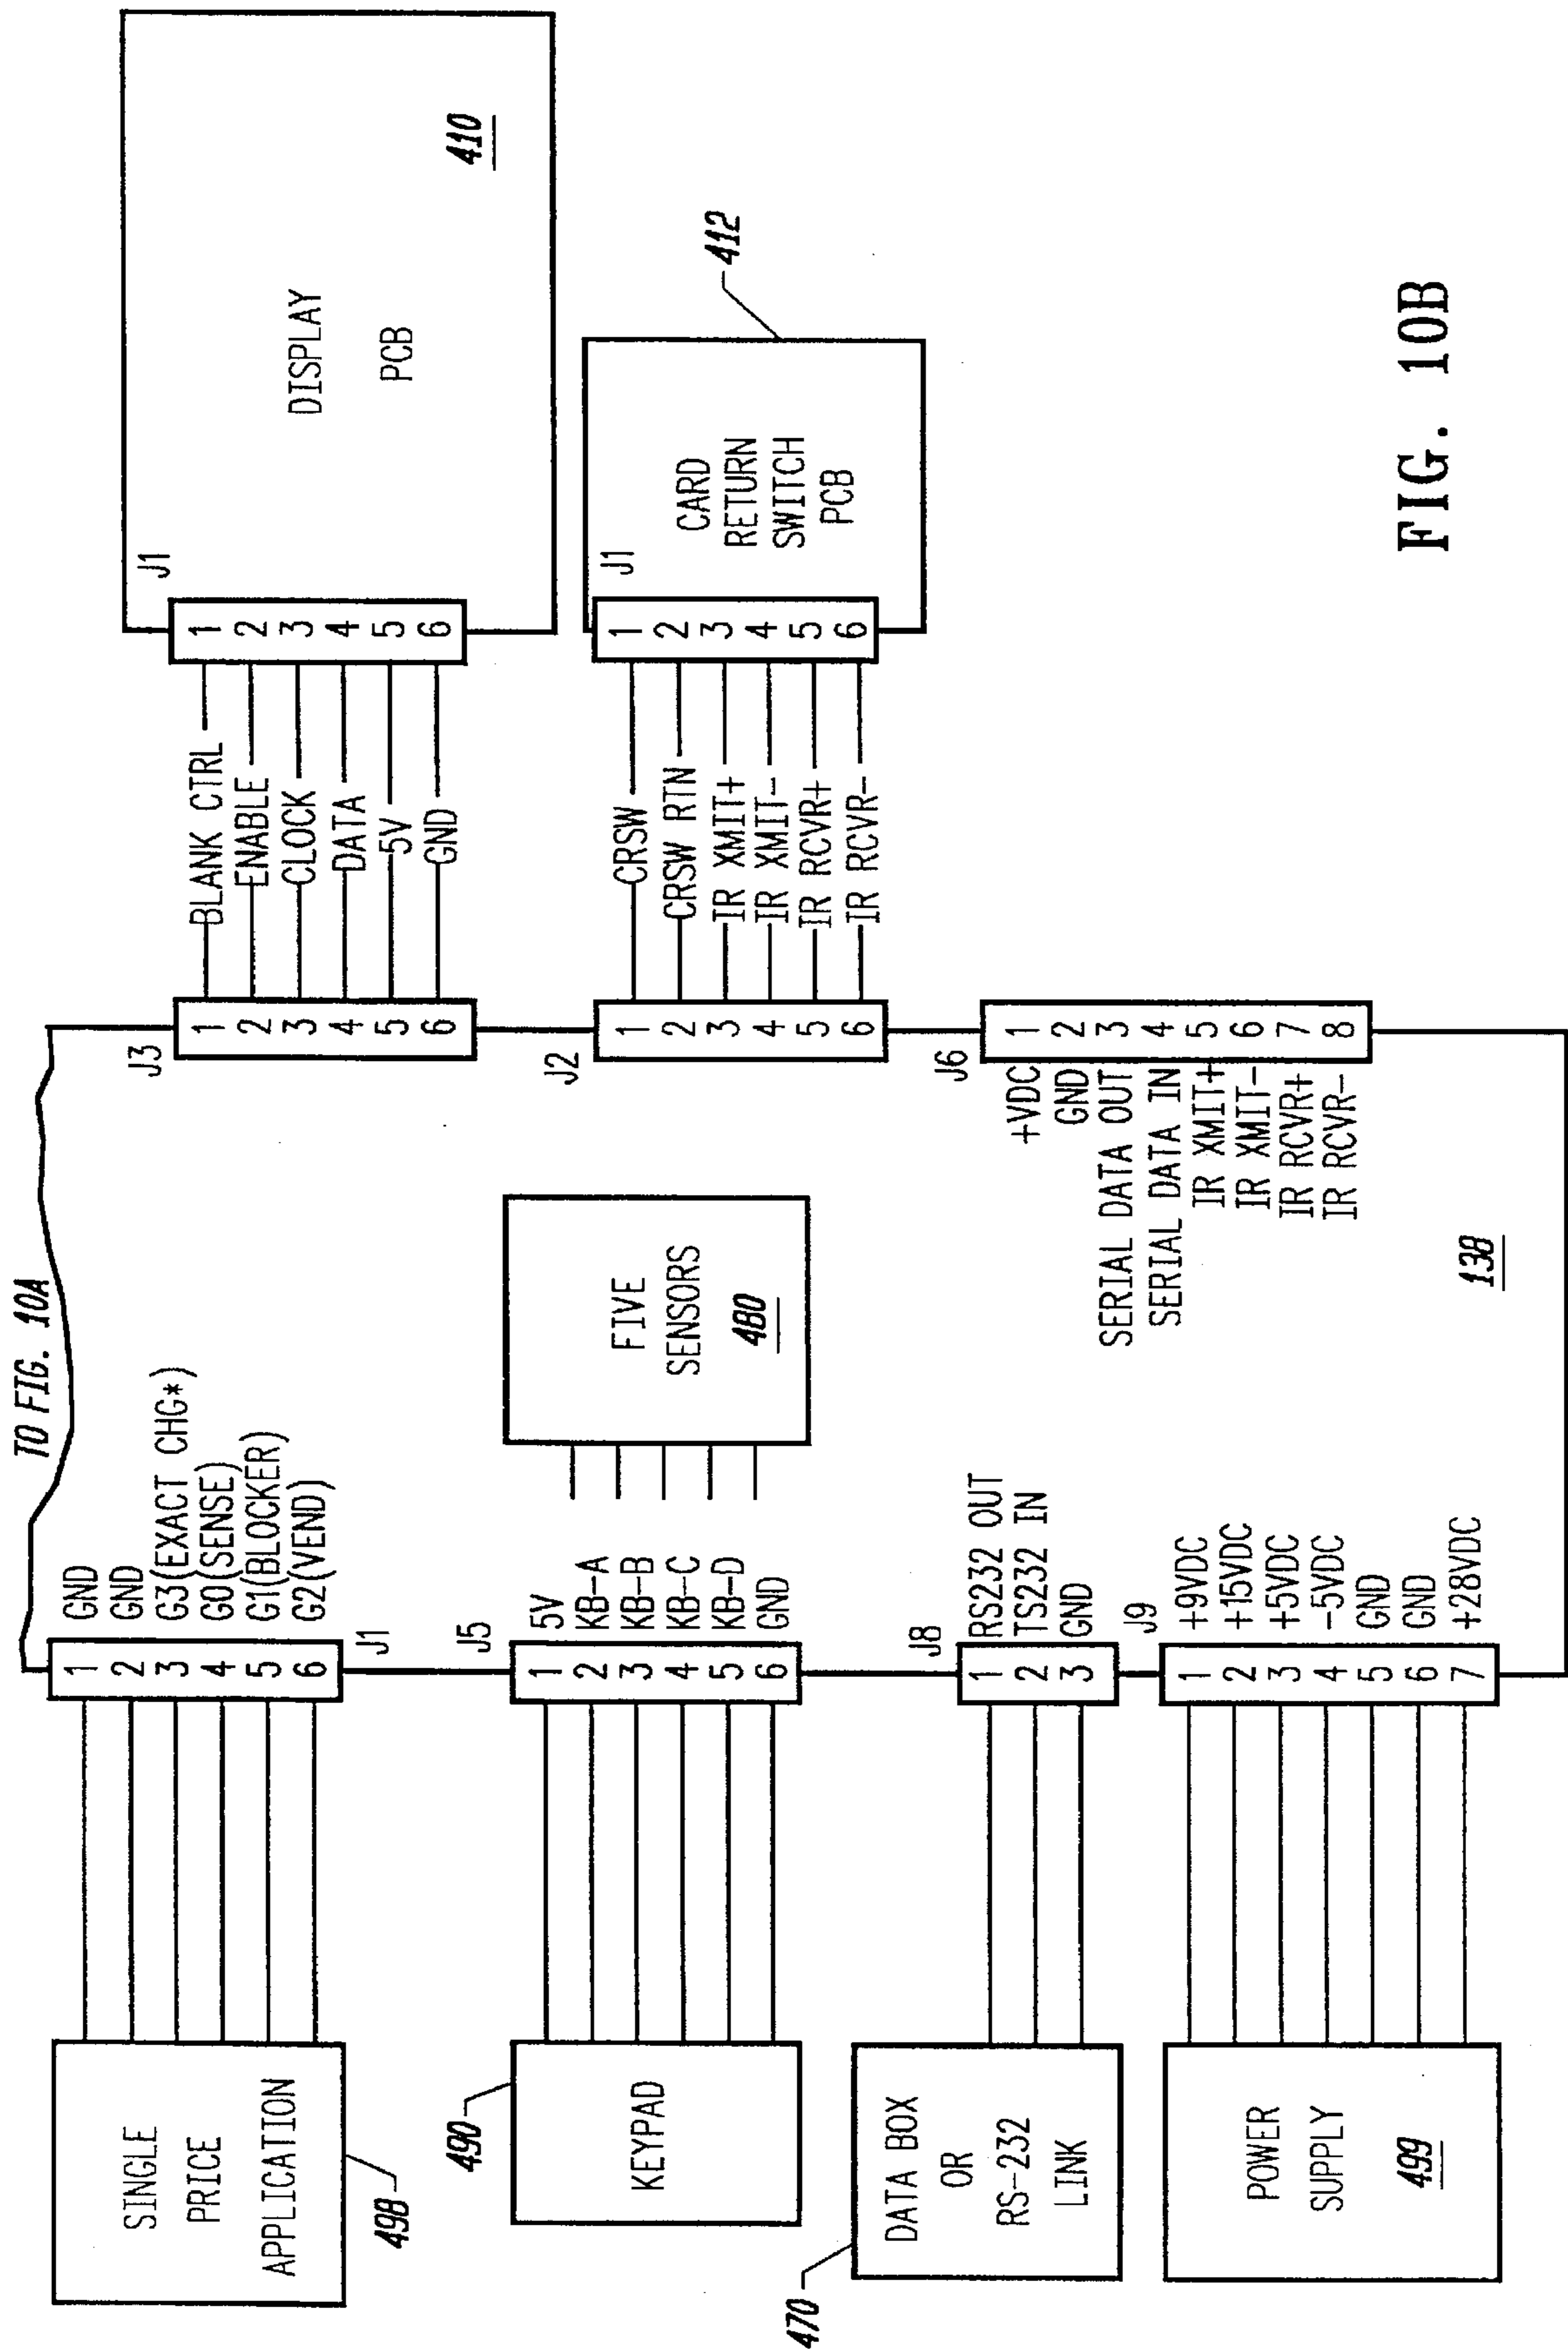 TO FIG. 10A
SINGLE
PRICE
APPLICATION
498
1
2
3
4
5
6
J1
GND
GND
G3(EXACT CHG*)
G0(SENSE)
G1(BLOCKER)
G2(VEND)
490
KEYPAD
J5
1
2
3
4
5
6
5V
KB-A
KB-B
KB-C
KB-D
GND
470
DATA BOX
OR
RS-232
LINK
J8
1
2
3
RS232 OUT
TS232 IN
GND
POWER
SUPPLY
499
J9
1
2
3
4
5
6
7
+9VDC
+15VDC
+5VDC
-5VDC
GND
GND
+28VDC
FIVE
SENSORS
480
138
J3
1
2
3
4
5
6
BLANK CTRL
ENABLE
CLOCK
DATA
5V
GND
J1
1
2
3
4
5
6
DISPLAY
PCB
410
J2
1
2
3
4
5
6
CRSW
CRSW RTN
IR XMIT+
IR XMIT-
IR RCVR+
IR RCVR-
J1
1
2
3
4
5
6
CARD
RETURN
SWITCH
PCB
412
J6
+VDC
GND
SERIAL DATA OUT
SERIAL DATA IN
IR XMIT+
IR XMIT-
IR RCVR+
IR RCVR-
1
2
3
4
5
6
7
8
FIG. 10B